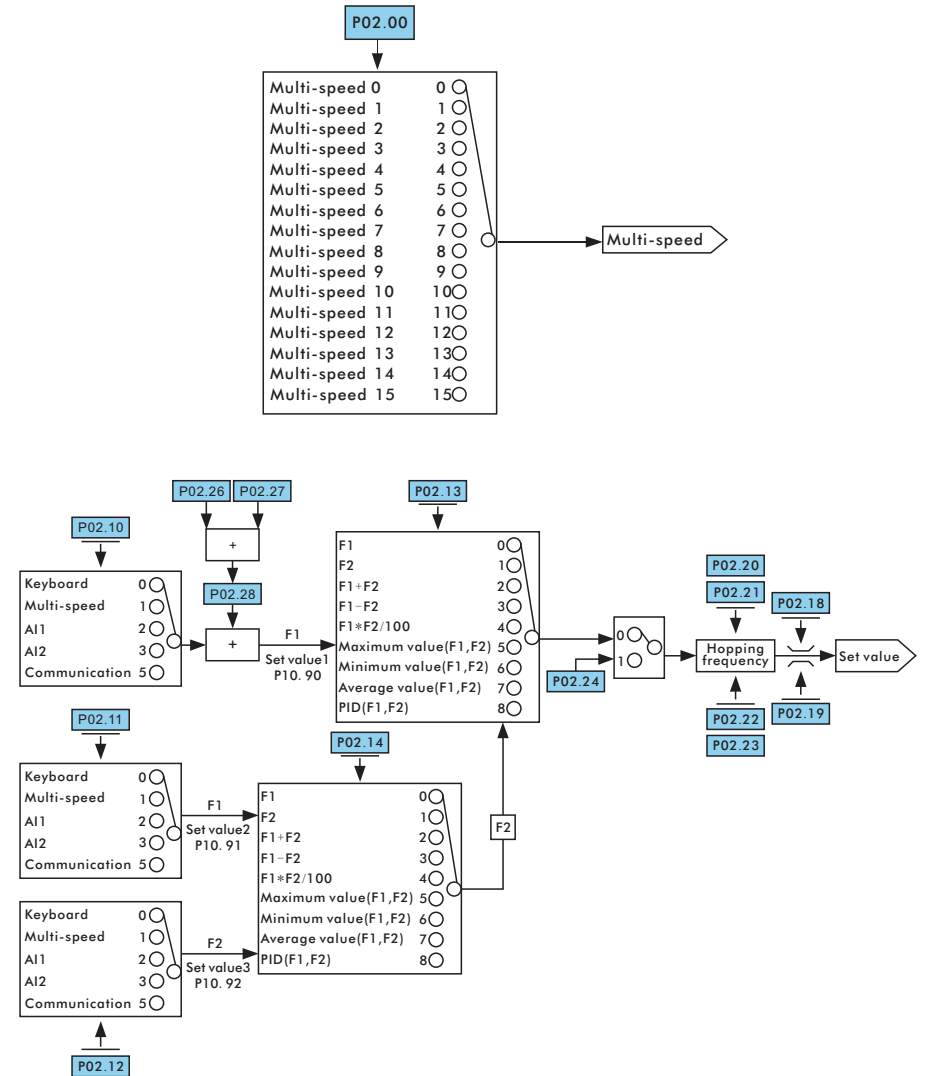 P02.00
Multi-speed 0 0
Multi-speed 1 1
Multi-speed 2 2
Multi-speed 3 3
Multi-speed 4 4
Multi-speed 5 5
Multi-speed 6 6
Multi-speed 7 7
Multi-speed 8 8
Multi-speed 9 9
Multi-speed 10 10
Multi-speed 11 11
Multi-speed 12 12
Multi-speed 13 13
Multi-speed 14 14
Multi-speed 15 15
Multi-speed
P02.10
Keyboard 0
Multi-speed 1
AI1 2
AI2 3
Communication 5
P02.26 P02.27
+
P02.28
+
F1
Set value1
P10. 90
P02.13
F1 0
F2 1
F1+F2 2
F1-F2 3
F1*F2/100 4
Maximum value(F1,F2) 5
Minimum value(F1,F2) 6
Average value(F1,F2) 7
PID(F1,F2) 8
0
1
P02.24
P02.20
P02.21
Hopping
frequency
P02.22
P02.23
P02.18
P02.19
Set value
P02.11
Keyboard 0
Multi-speed 1
AI1 2
AI2 3
Communication 5
F1
Set value2
P10. 91
P02.14
F1 0
F2 1
F1+F2 2
F1-F2 3
F1*F2/100 4
Maximum value(F1,F2) 5
Minimum value(F1,F2) 6
Average value(F1,F2) 7
PID(F1,F2) 8
F2
Keyboard 0
Multi-speed 1
AI1 2
AI2 3
Communication 5
F2
Set value3
P10. 92
P02.12